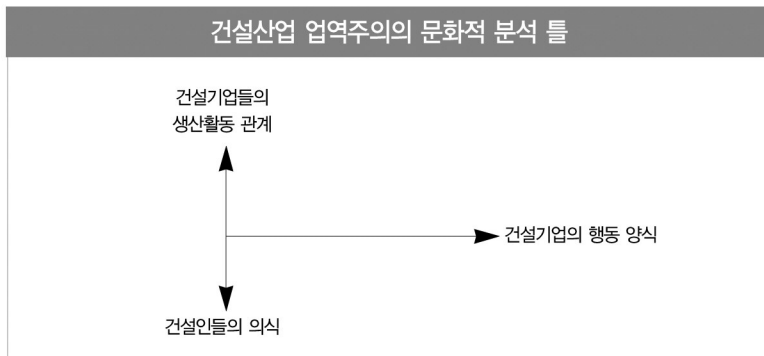 건설산업 업역주의의 문화적 분석 틀
건설기업들의
생산활동 관계
건설기업의 행동 양식
건설인들의 의식